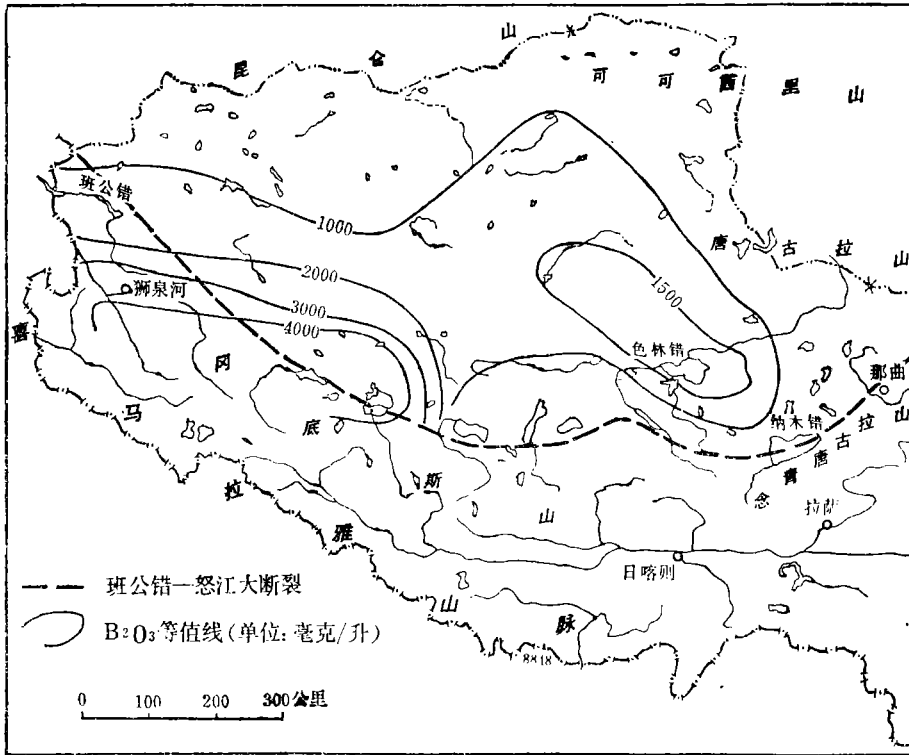 昆仑山
可可西里山
班公错
1000
唐古拉山
2000
狮泉河
3000
4000
1500
色林错
那曲
喜马拉雅山脉
冈底斯山
纳木错
念青唐古拉山
拉萨
日喀则
班公错—怒江大断裂
B₂O₃等值线(单位:毫克/升)
8848
0 100 200 300公里